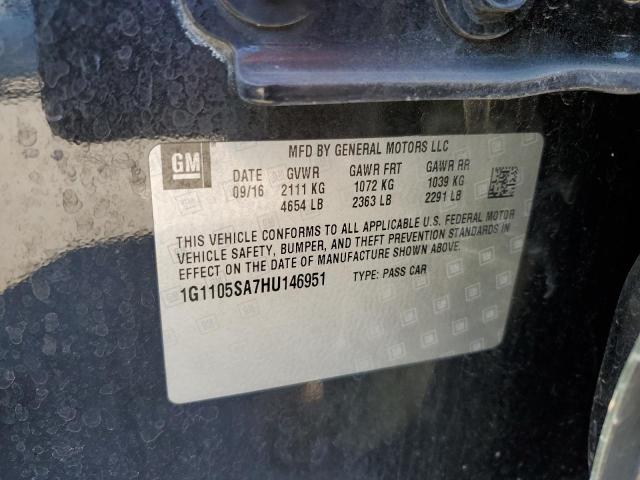 GM
MFD BY GENERAL MOTORS LLC
DATE GVWR GAWR FRT GAWR RR
09/16 2111 KG 1072 KG 1039 KG
4654 LB 2363 LB 2291 LB
THIS VEHICLE CONFORMS TO ALL APPLICABLE U.S. FEDERAL MOTOR
VEHICLE SAFETY, BUMPER, AND THEFT PREVENTION STANDARDS IN
EFFECT ON THE DATE OF MANUFACTURE SHOWN ABOVE.
1G1105SA7HU146951 TYPE: PASS CAR